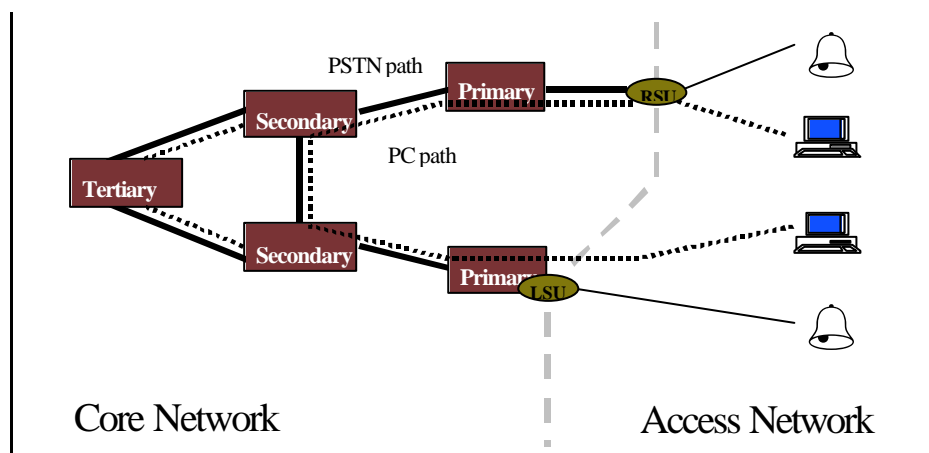 PSTN path
Primary
RSU
Secondary
PC path
Tertiary
Secondary
Primary
LSU
Core Network
Access Network